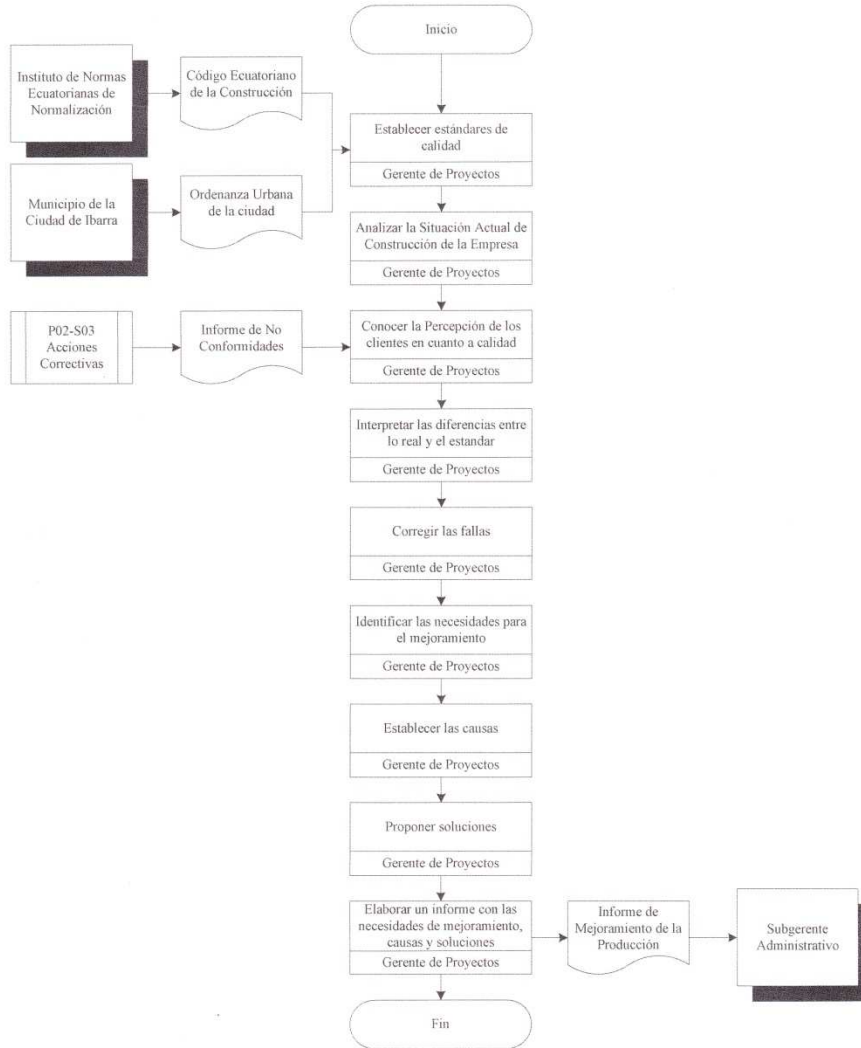 Inicio
Instituto de Normas
Ecuatorianas de
Normalización
Código Ecuatoriano
de la Construcción
Establecer estándares de
calidad
Gerente de Proyectos
Municipio de la
Ciudad de Ibarra
Ordenanza Urbana
de la ciudad
Analizar la Situación Actual de
Construcción de la Empresa
Gerente de Proyectos
P02-S03
Acciones
Correctivas
Informe de No
Conformidades
Conocer la Percepción de los
clientes en cuanto a calidad
Gerente de Proyectos
Interpretar las diferencias entre
lo real y el estandar
Gerente de Proyectos
Corregir las fallas
Gerente de Proyectos
Identificar las necesidades para
el mejoramiento
Gerente de Proyectos
Establecer las causas
Gerente de Proyectos
Proponer soluciones
Gerente de Proyectos
Elaborar un informe con las
necesidades de mejoramiento,
causas y soluciones
Gerente de Proyectos
Informe de
Mejoramiento de la
Producción
Subgerente
Administrativo
Fin